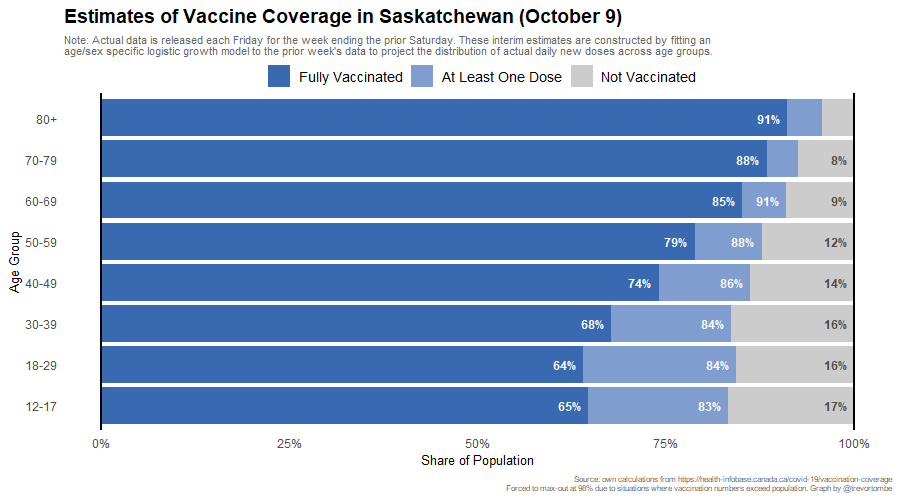 Estimates of Vaccine Coverage in Saskatchewan (October 9)
Note: Actual data is released each Friday for the week ending the prior Saturday. These interim estimates are constructed by fitting an
age/sex specific logistic growth model to the prior week's data to project the distribution of actual daily new doses across age groups.
Fully Vaccinated At Least One Dose Not Vaccinated
80+ 91%
70-79 88% 8%
60-69 85% 91% 9%
50-59 79% 88% 12%
Age Group
40-49 74% 86% 14%
30-39 68% 84% 16%
18-29 64% 84% 16%
12-17 65% 83% 17%
0% 25% 50% 75% 100%
Share of Population
Source: own calculations from https://health-infobase.canada.ca/covid-19/vaccination-coverage
Forced to max-out at 98% due to situations where vaccination numbers exceed population. Graph by @trevortombe